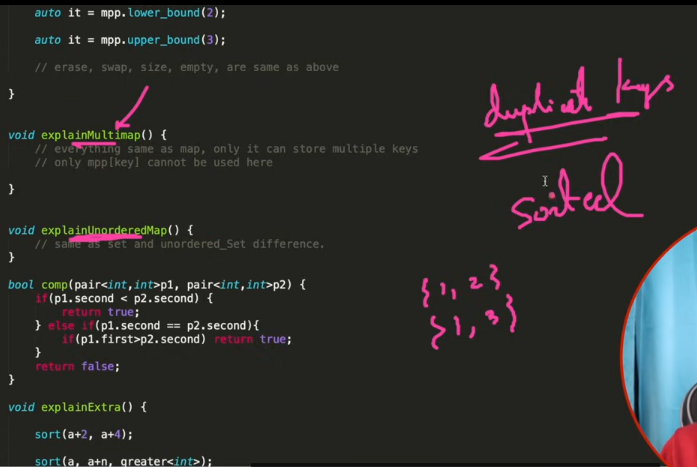 auto it = mpp.lower_bound(2);
auto it = mpp.upper_bound(3);
// erase, swap, size, empty, are same as above
}
void explainMultimap() {
// everything same as map, only it can store multiple keys
// only mpp[key] cannot be used here
}
void explainUnorderedMap() {
// same as set and unordered_Set difference.
}
bool comp(pair<int,int>p1, pair<int,int>p2) {
if(p1.second < p2.second) {
return true;
} else if(p1.second == p2.second){
if(p1.first>p2.second) return true;
}
return false;
}
void explainExtra() {
sort(a+2, a+4);
sort(a, a+n, greater<int>);
duplicate keys
sorted
{1, 2}
{1, 3}